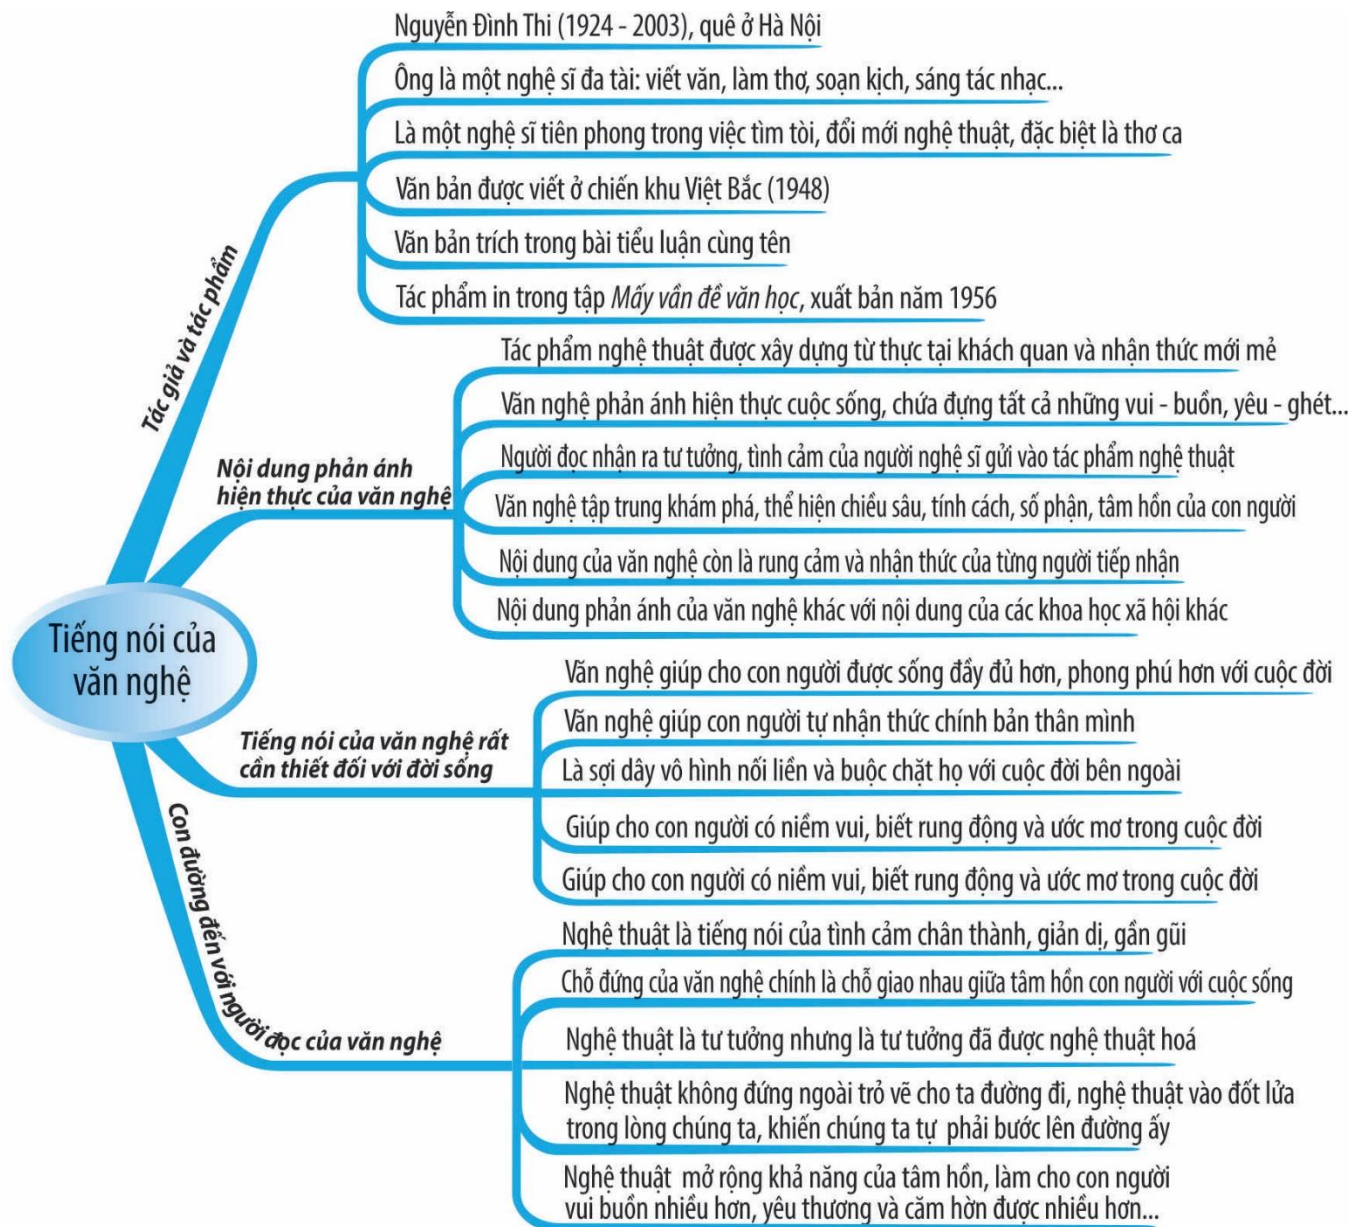 Nguyễn Đình Thi (1924 - 2003), quê ở Hà Nội
Ông là một nghệ sĩ đa tài: viết văn, làm thơ, soạn kịch, sáng tác nhạc...
Là một nghệ sĩ tiên phong trong việc tìm tòi, đổi mới nghệ thuật, đặc biệt là thơ ca
Văn bản được viết ở chiến khu Việt Bắc (1948)
Văn bản trích trong bài tiểu luận cùng tên
Tác phẩm in trong tập Mấy vần đề văn học, xuất bản năm 1956
Tác giả và tác phẩm
Tác phẩm nghệ thuật được xây dựng từ thực tại khách quan và nhận thức mới mẻ
Văn nghệ phản ánh hiện thực cuộc sống, chứa đựng tất cả những vui - buồn, yêu - ghét...
Người đọc nhận ra tư tưởng, tình cảm của người nghệ sĩ gửi vào tác phẩm nghệ thuật
Nội dung phản ánh
hiện thực của văn nghệ
Văn nghệ tập trung khám phá, thể hiện chiều sâu, tính cách, số phận, tâm hồn của con người
Nội dung của văn nghệ còn là rung cảm và nhận thức của từng người tiếp nhận
Nội dung phản ánh của văn nghệ khác với nội dung của các khoa học xã hội khác
Tiếng nói của
văn nghệ
Văn nghệ giúp cho con người được sống đầy đủ hơn, phong phú hơn với cuộc đời
Văn nghệ giúp con người tự nhận thức chính bản thân mình
Tiếng nói của văn nghệ rất
cần thiết đối với đời sống
Là sợi dây vô hình nối liền và buộc chặt họ với cuộc đời bên ngoài
Giúp cho con người có niềm vui, biết rung động và ước mơ trong cuộc đời
Giúp cho con người có niềm vui, biết rung động và ước mơ trong cuộc đời
Con đường đến với người đọc của văn nghệ
Nghệ thuật là tiếng nói của tình cảm chân thành, giản dị, gần gũi
Chỗ đứng của văn nghệ chính là chỗ giao nhau giữa tâm hồn con người với cuộc sống
Nghệ thuật là tư tưởng nhưng là tư tưởng đã được nghệ thuật hoá
Nghệ thuật không đứng ngoài trỏ vẽ cho ta đường đi, nghệ thuật vào đốt lửa
trong lòng chúng ta, khiến chúng ta tự phải bước lên đường ấy
Nghệ thuật mở rộng khả năng của tâm hồn, làm cho con người
vui buồn nhiều hơn, yêu thương và căm hờn được nhiều hơn...